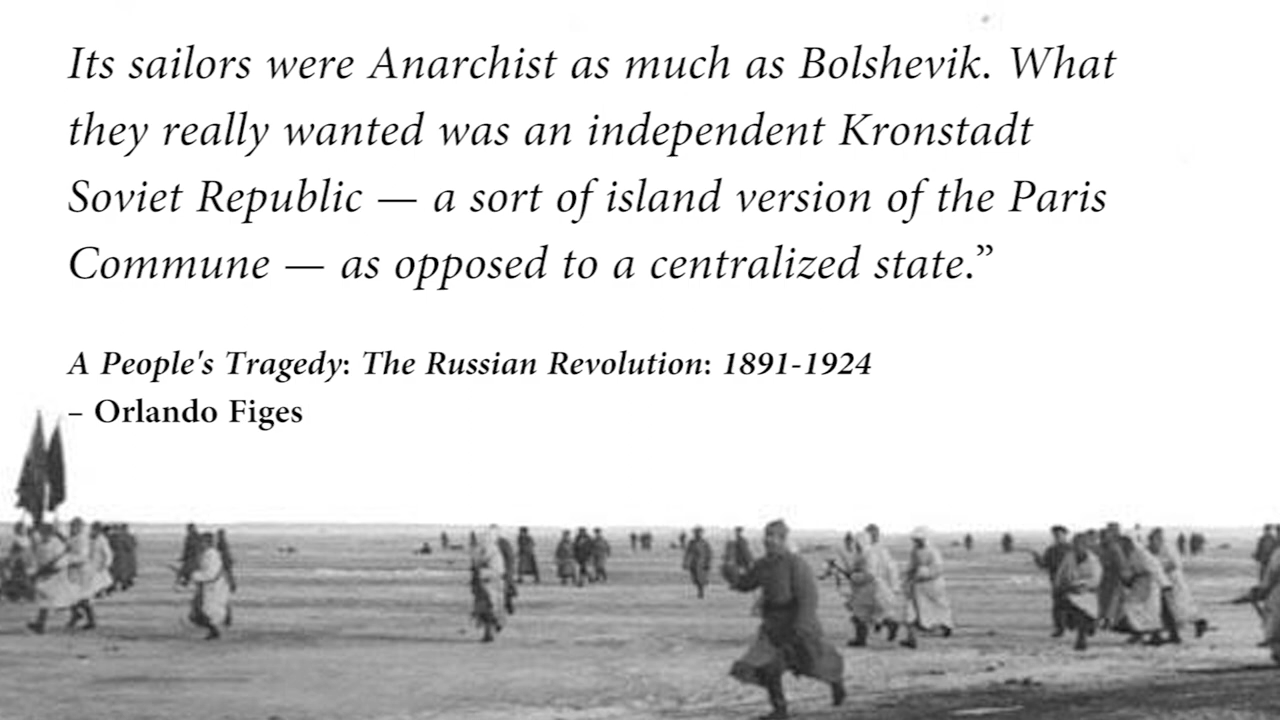 Its sailors were Anarchist as much as Bolshevik. What
they really wanted was an independent Kronstadt
Soviet Republic — a sort of island version of the Paris
Commune — as opposed to a centralized state.”
A People's Tragedy: The Russian Revolution: 1891-1924
– Orlando Figes